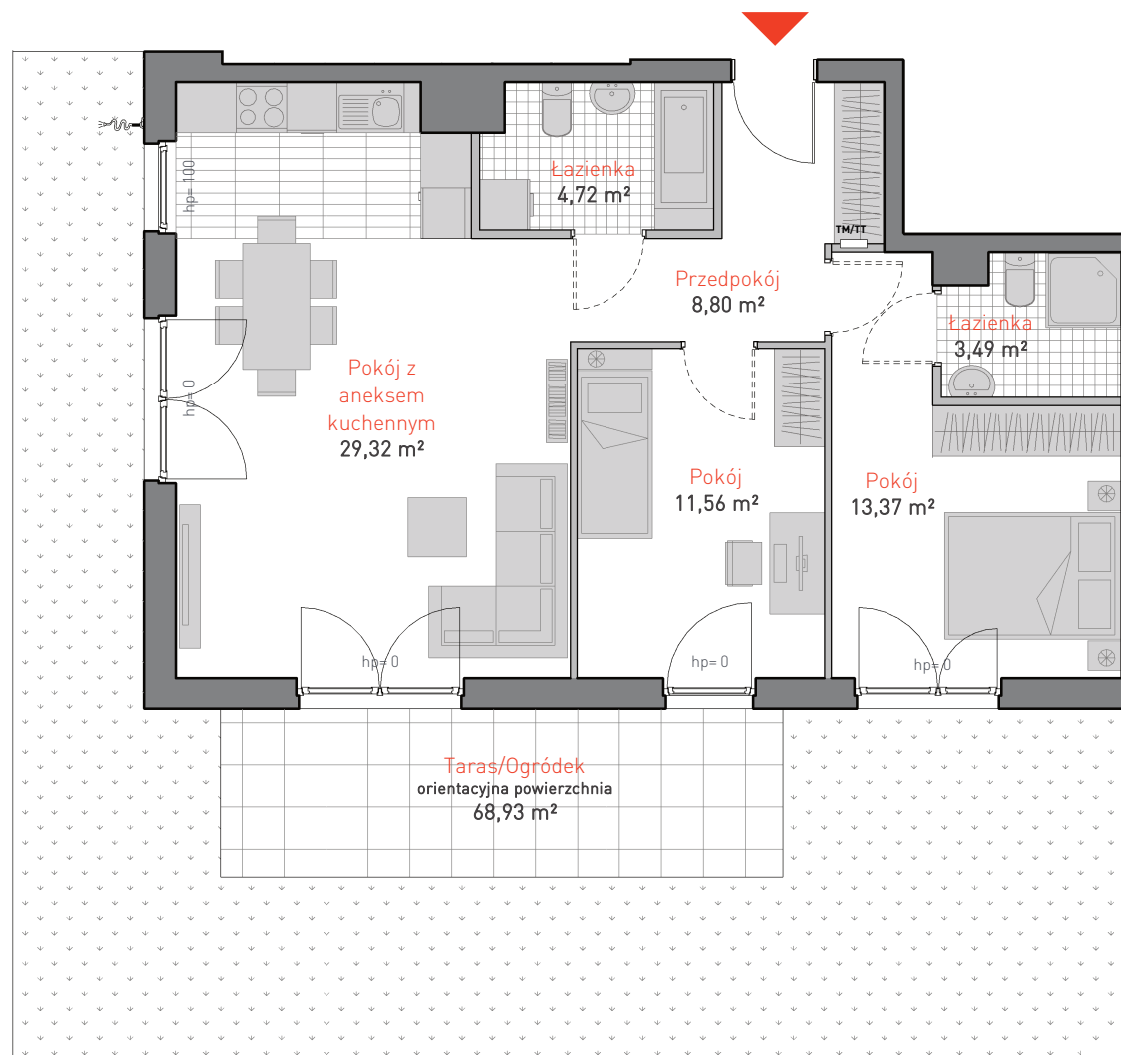 hp= 100
Łazienka
4,72 m²
TM/TT
Przedpokój
8,80 m²
Łazienka
3,49 m²
hp= 0
Pokój z
aneksem
kuchennym
29,32 m²
Pokój
11,56 m²
Pokój
13,37 m²
hp= 0
hp= 0
hp= 0
Taras/Ogródek
orientacyjna powierzchnia
68,93 m²